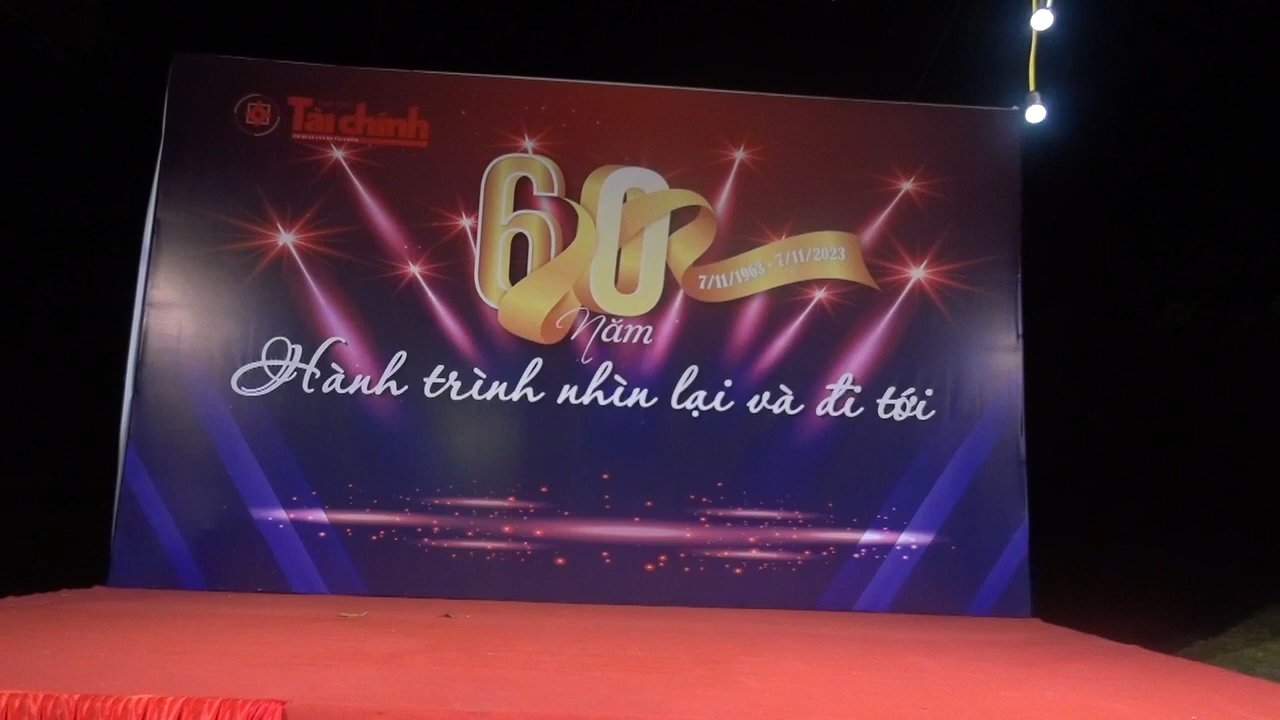 Tài chính
60
7/11/1963 - 7/11/2023
Năm
Hành trình nhìn lại và đi tới